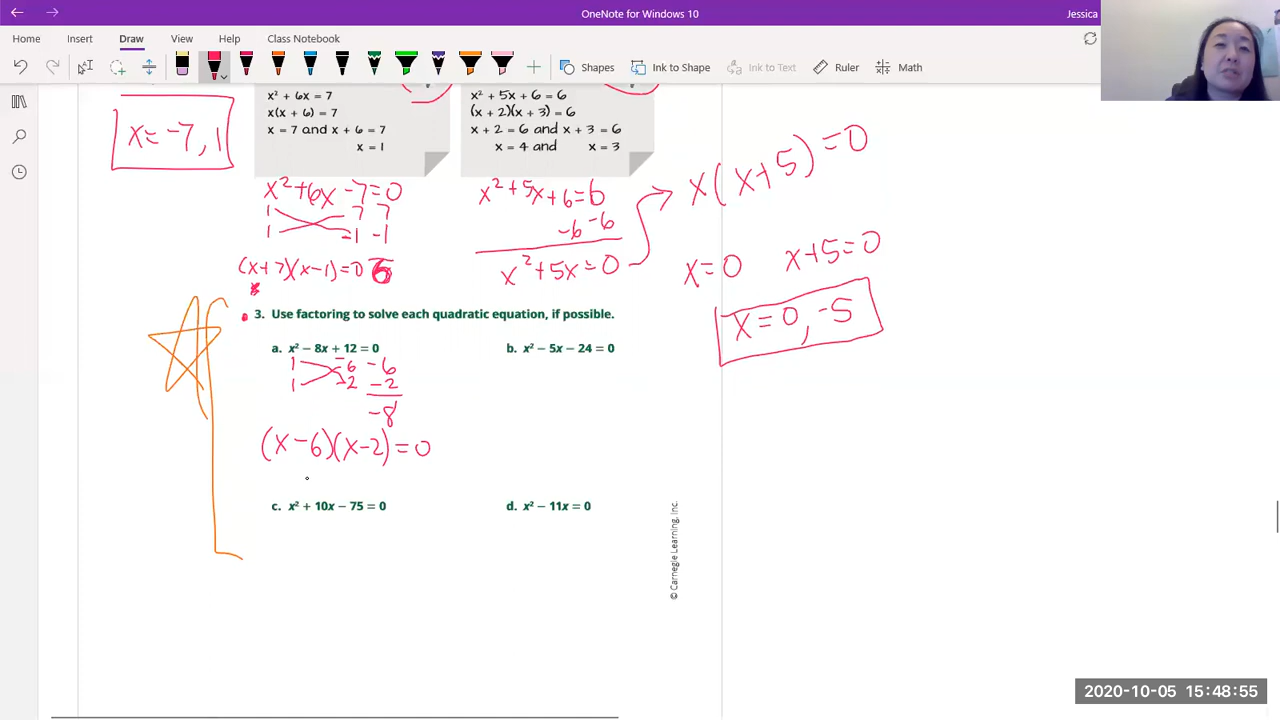 OneNote for Windows 10
Jessica
Home Insert Draw View Help Class Notebook
Shapes Ink to Shape Ink to Text Ruler Math
x² + 6x = 7
x(x + 6) = 7
x = 7 and x + 6 = 7
x = 1
x² + 5x + 6 = 6
(x + 2)(x + 3) = 6
x + 2 = 6 and x + 3 = 6
x = 4 and x = 3
x = -7, 1
x² + 6x - 7 = 0
1 7 7
1 -1 -1
(x+7)(x-1)=0 6
x² + 5x + 6 = 6
-6 -6
x² + 5x = 0
x(x+5)=0
x=0 x+5=0
x=0, -5
3. Use factoring to solve each quadratic equation, if possible.
a. x² − 8x + 12 = 0
1 -6 -6
1 -2 -2
-8
(x-6)(x-2)=0
b. x² − 5x − 24 = 0
c. x² + 10x − 75 = 0
d. x² − 11x = 0
© Carnegie Learning, Inc.
2020-10-05 15:48:55